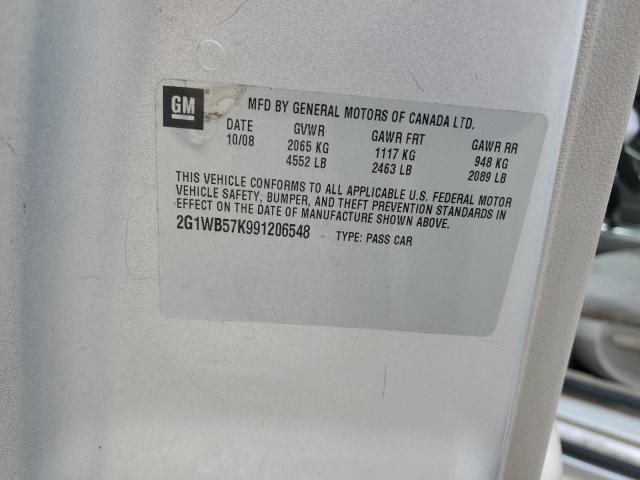 GM
MFD BY GENERAL MOTORS OF CANADA LTD.
DATE GVWR GAWR FRT GAWR RR
10/08 2065 KG 1117 KG 948 KG
4552 LB 2463 LB 2089 LB
THIS VEHICLE CONFORMS TO ALL APPLICABLE U.S. FEDERAL MOTOR
VEHICLE SAFETY, BUMPER, AND THEFT PREVENTION STANDARDS IN
EFFECT ON THE DATE OF MANUFACTURE SHOWN ABOVE.
2G1WB57K991206548 TYPE: PASS CAR